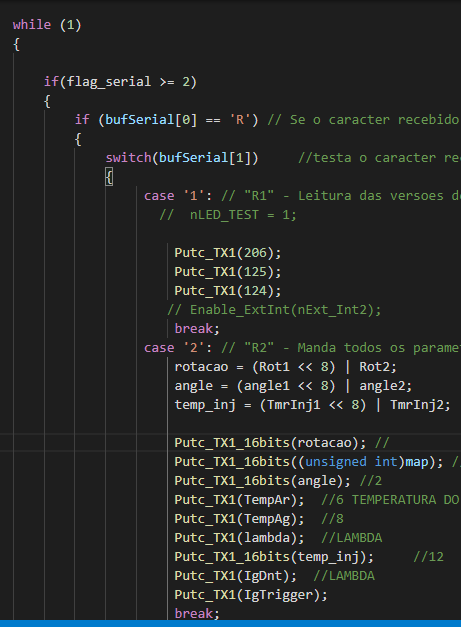 while (1)
{
if(flag_serial >= 2)
{
if (bufSerial[0] == 'R') // Se o caracter recebido
{
switch(bufSerial[1]) //testa o caracter
{
case '1': // "R1" - Leitura das versoes
// nLED_TEST = 1;
Putc_TX1(206);
Putc_TX1(125);
Putc_TX1(124);
// Enable_ExtInt(nExt_Int2);
break;
case '2': // "R2" - Manda todos os
rotacao = (Rot1 << 8) | Rot2;
angle = (angle1 << 8) | angle2;
temp_inj = (TmrInj1 << 8) | TmrInj2;
Putc_TX1_16bits(rotacao); //
Putc_TX1_16bits((unsigned int)map); //
Putc_TX1_16bits(angle); //2
Putc_TX1(TempAr); //6 TEMPERATURA DO
Putc_TX1(TempAg); //8
Putc_TX1(lambda); //LAMBDA
Putc_TX1_16bits(temp_inj); //12
Putc_TX1(IgDnt); //LAMBDA
Putc_TX1(IgTrigger);
break;